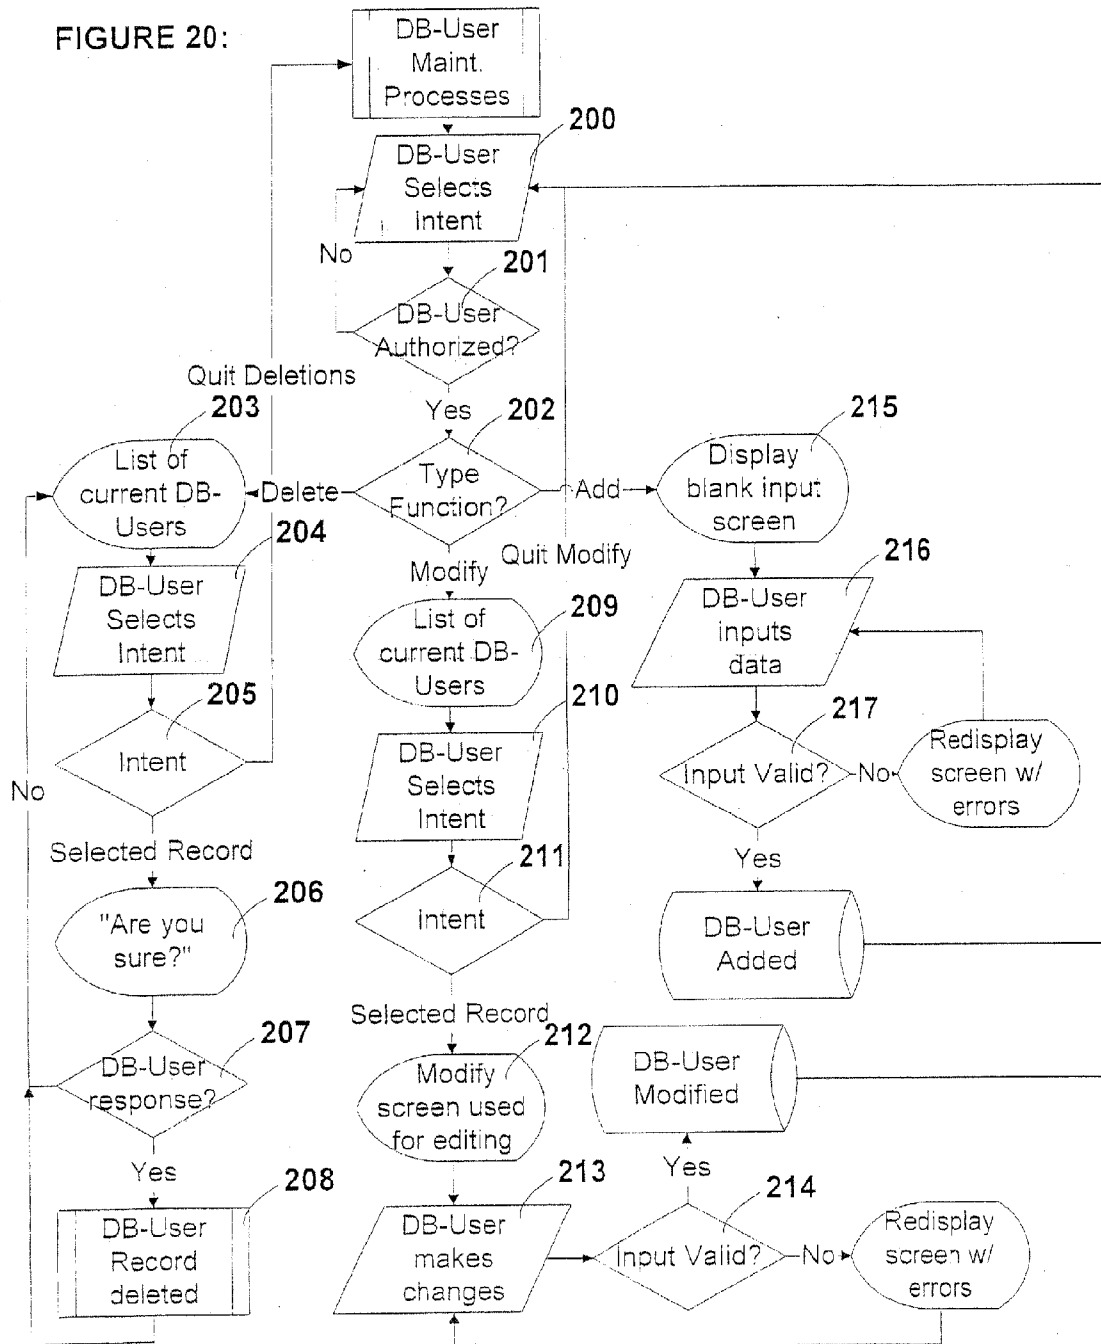 FIGURE 20:
DB-User
Maint.
Processes
200
DB-User
Selects
Intent
No
201
DB-User
Authorized?
Quit Deletions
Yes
203
202
215
List of
current DB-
Users
Delete
Type
Function?
Add
Display
blank input
screen
204
Modify
Quit Modify
216
DB-User
Selects
Intent
209
List of
current DB-
Users
DB-User
inputs
data
205
210
217
Intent
DB-User
Selects
Intent
Input Valid?
No
Redisplay
screen w/
errors
No
Selected Record
211
Yes
206
"Are you
sure?"
Intent
DB-User
Added
Selected Record
207
212
DB-User
response?
Modify
screen used
for editing
DB-User
Modified
Yes
Yes
208
213
214
DB-User
Record
deleted
DB-User
makes
changes
Input Valid?
No
Redisplay
screen w/
errors